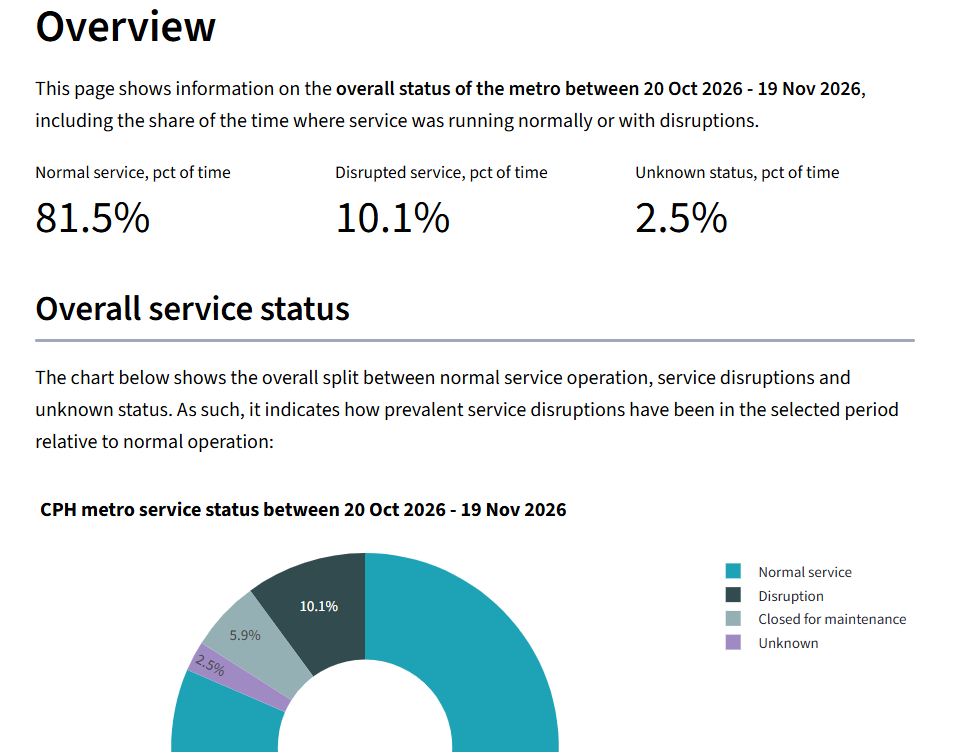 Overview
This page shows information on the overall status of the metro between 20 Oct 2026 - 19 Nov 2026,
including the share of the time where service was running normally or with disruptions.
Normal service, pct of time
81.5%
Disrupted service, pct of time
10.1%
Unknown status, pct of time
2.5%
Overall service status
The chart below shows the overall split between normal service operation, service disruptions and
unknown status. As such, it indicates how prevalent service disruptions have been in the selected period
relative to normal operation:
CPH metro service status between 20 Oct 2026 - 19 Nov 2026
10.1%
5.9%
2.5%
Normal service
Disruption
Closed for maintenance
Unknown